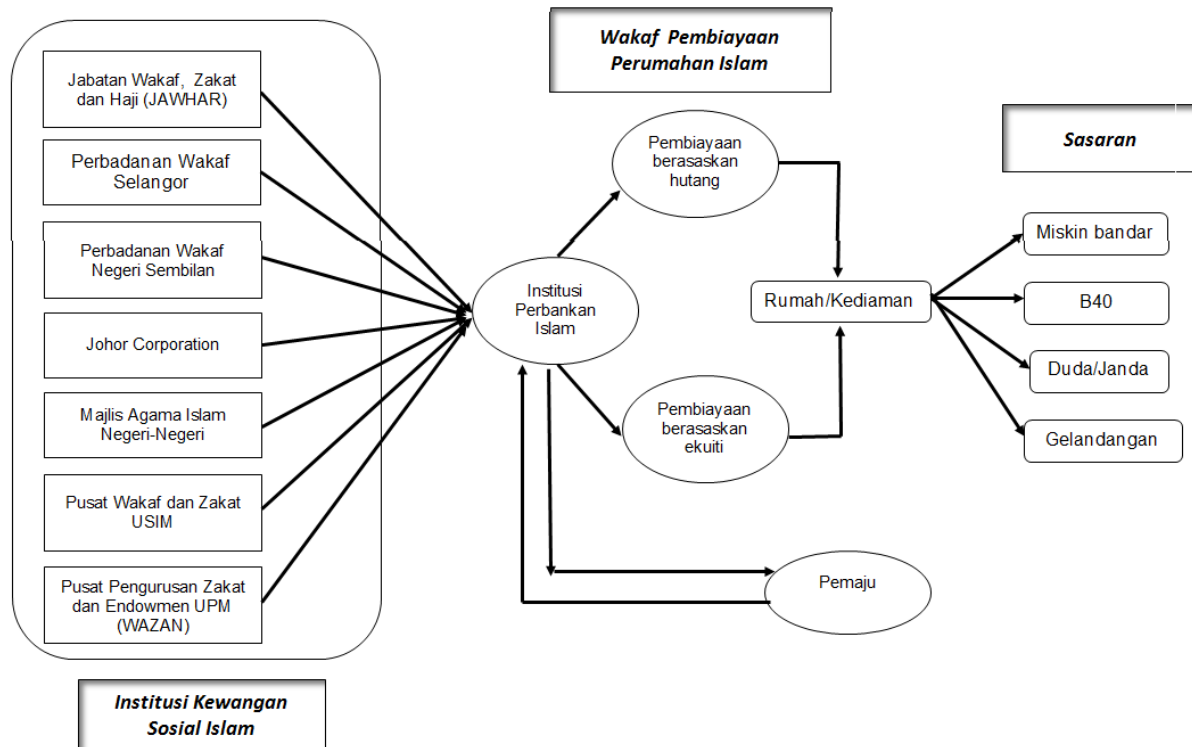 Jabatan Wakaf, Zakat
dan Haji (JAWHAR)
Perbadanan Wakaf
Selangor
Perbadanan Wakaf
Negeri Sembilan
Johor Corporation
Majlis Agama Islam
Negeri-Negeri
Pusat Wakaf dan Zakat
USIM
Pusat Pengurusan Zakat
dan Endowmen UPM
(WAZAN)
Institusi Kewangan
Sosial Islam
Wakaf Pembiayaan
Perumahan Islam
Pembiayaan
berasaskan
hutang
Institusi
Perbankan
Islam
Pembiayaan
berasaskan
ekuiti
Pemaju
Rumah/Kediaman
Sasaran
Miskin bandar
B40
Duda/Janda
Gelandangan